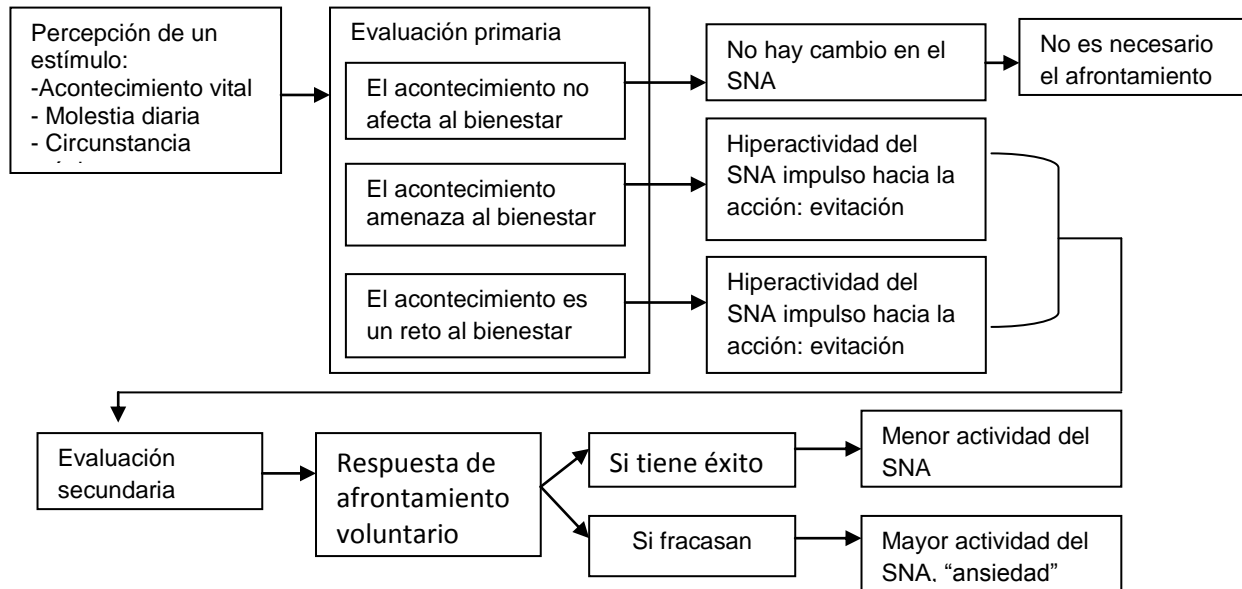 Percepción de un
estímulo:
-Acontecimiento vital
- Molestia diaria
- Circunstancia
Evaluación primaria
El acontecimiento no
afecta al bienestar
El acontecimiento
amenaza al bienestar
El acontecimiento es
un reto al bienestar
No hay cambio en el
SNA
No es necesario
el afrontamiento
Hiperactividad del
SNA impulso hacia la
acción: evitación
Hiperactividad del
SNA impulso hacia la
acción: evitación
Evaluación
secundaria
Respuesta de
afrontamiento
voluntario
Si tiene éxito
Menor actividad del
SNA
Si fracasan
Mayor actividad del
SNA, “ansiedad”